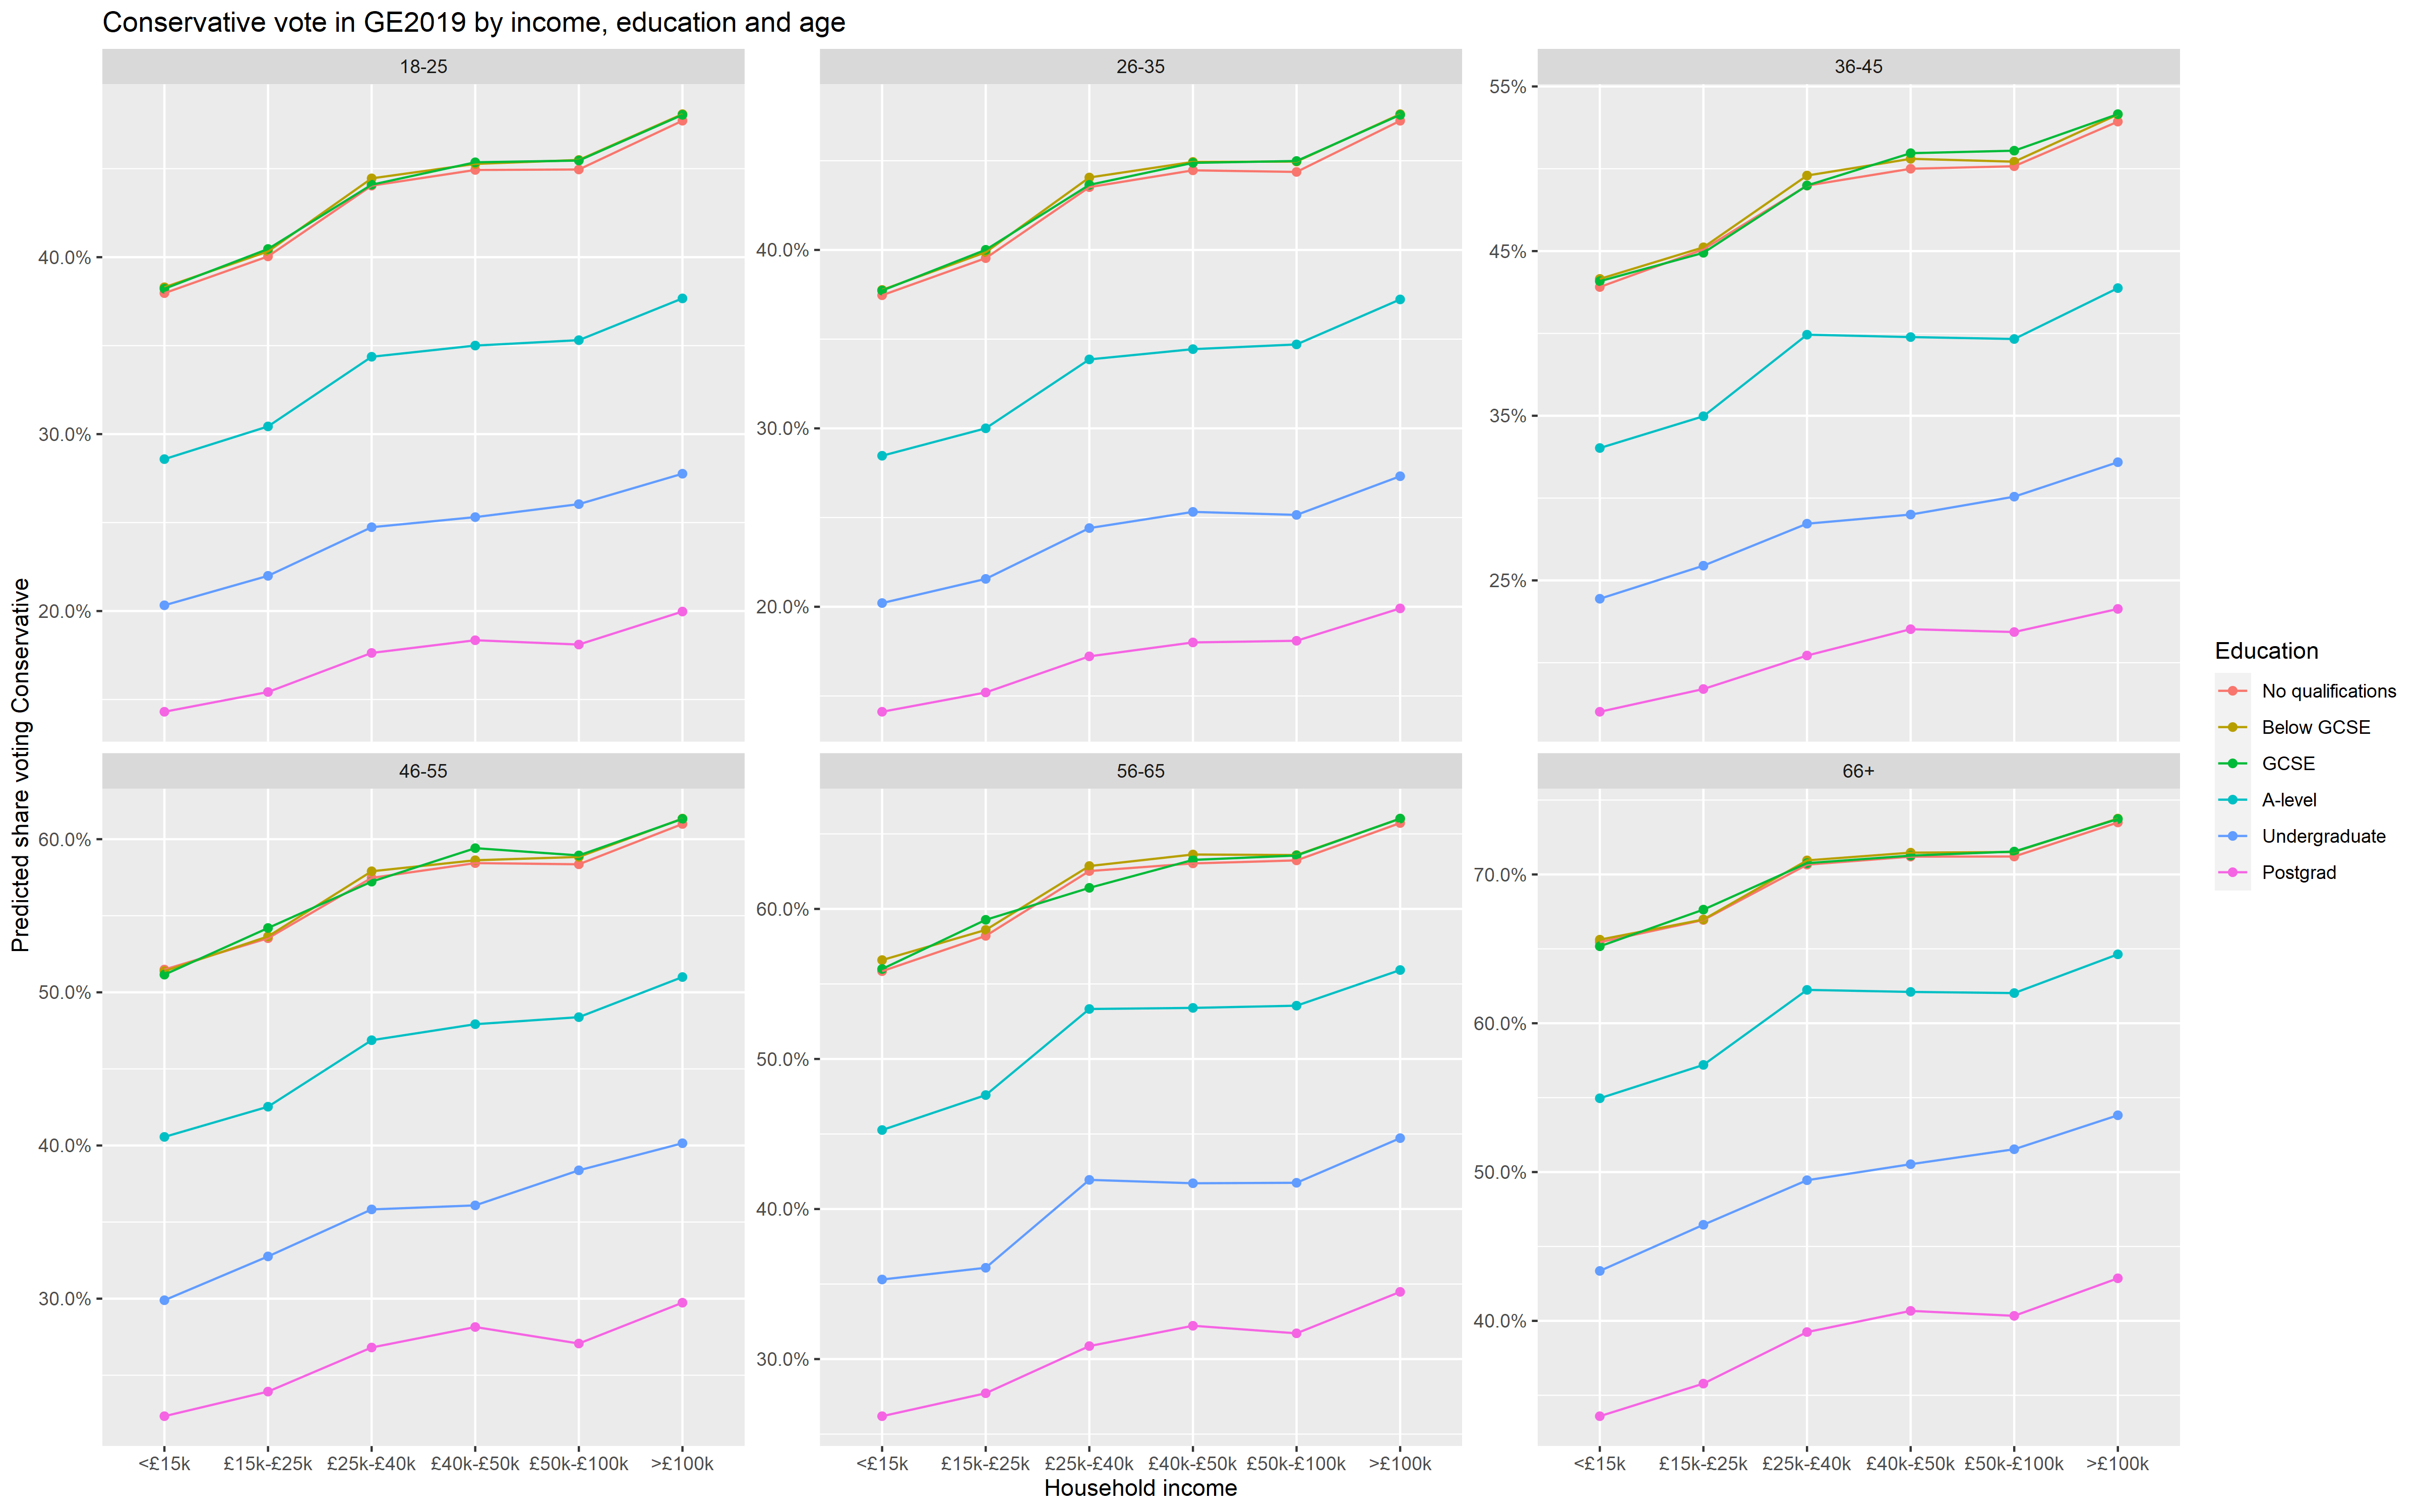 Conservative vote in GE2019 by income, education and age
18-25
26-35
36-45
40.0%
30.0%
20.0%
40.0%
30.0%
20.0%
55%
45%
35%
25%
46-55
56-65
66+
60.0%
50.0%
40.0%
30.0%
60.0%
50.0%
40.0%
30.0%
70.0%
60.0%
50.0%
40.0%
<£15k £15k-£25k £25k-£40k £40k-£50k £50k-£100k >£100k
<£15k £15k-£25k £25k-£40k £40k-£50k £50k-£100k >£100k
<£15k £15k-£25k £25k-£40k £40k-£50k £50k-£100k >£100k
Household income
Predicted share voting Conservative
Education
No qualifications
Below GCSE
GCSE
A-level
Undergraduate
Postgrad